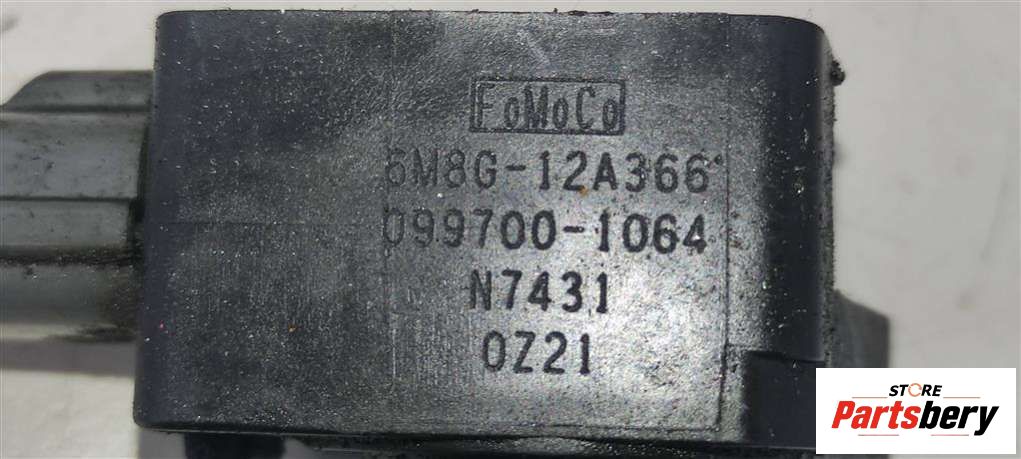 FoMoCo
6M8G-12A366
099700-1064
N7431
0Z21
STORE
Partsbery